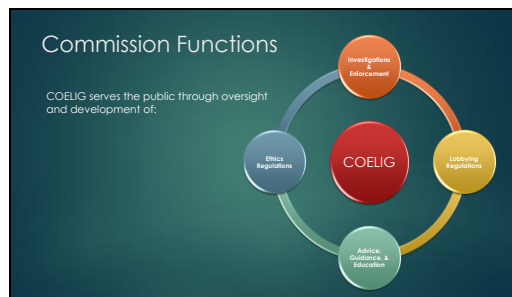 Commission Functions
COELIG serves the public through oversight
and development of:
Investigations
&
Enforcement
Ethics
Regulations
COELIG
Lobbying
Regulations
Advice,
Guidance, &
Education